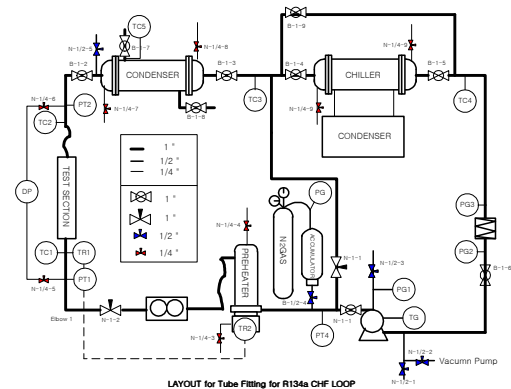 B-1-9
TC5
N-1/2-5
B-1-7
N-1/4-8
N-1/4-9
B-1-2
CONDENSER
B-1-3
B-1-4
CHILLER
B-1-5
N-1/4-6
PT2
N-1/4-7
B-1-8
TC3
N-1/4-9
TC4
TC2
CONDENSER
1 "
1/2 "
1/4 "
TEST SECTION
DP
1 "
PG
PG3
1 "
N2GAS
ACCUMULATOR
N-1/4-4
1/2 "
TC1
TR1
PREHEATER
N-1-1
PG2
1/4 "
N-1/2-3
B-1-6
PT1
N-1/4-5
B-1/2-4
PG1
Elbow 1
N-1-2
N-1-1
TG
N-1/4-3
TR2
PT4
N-1/2-2
Vacumn Pump
N-1/2-1
LAYOUT for Tube Fitting for R134a CHF LOOP